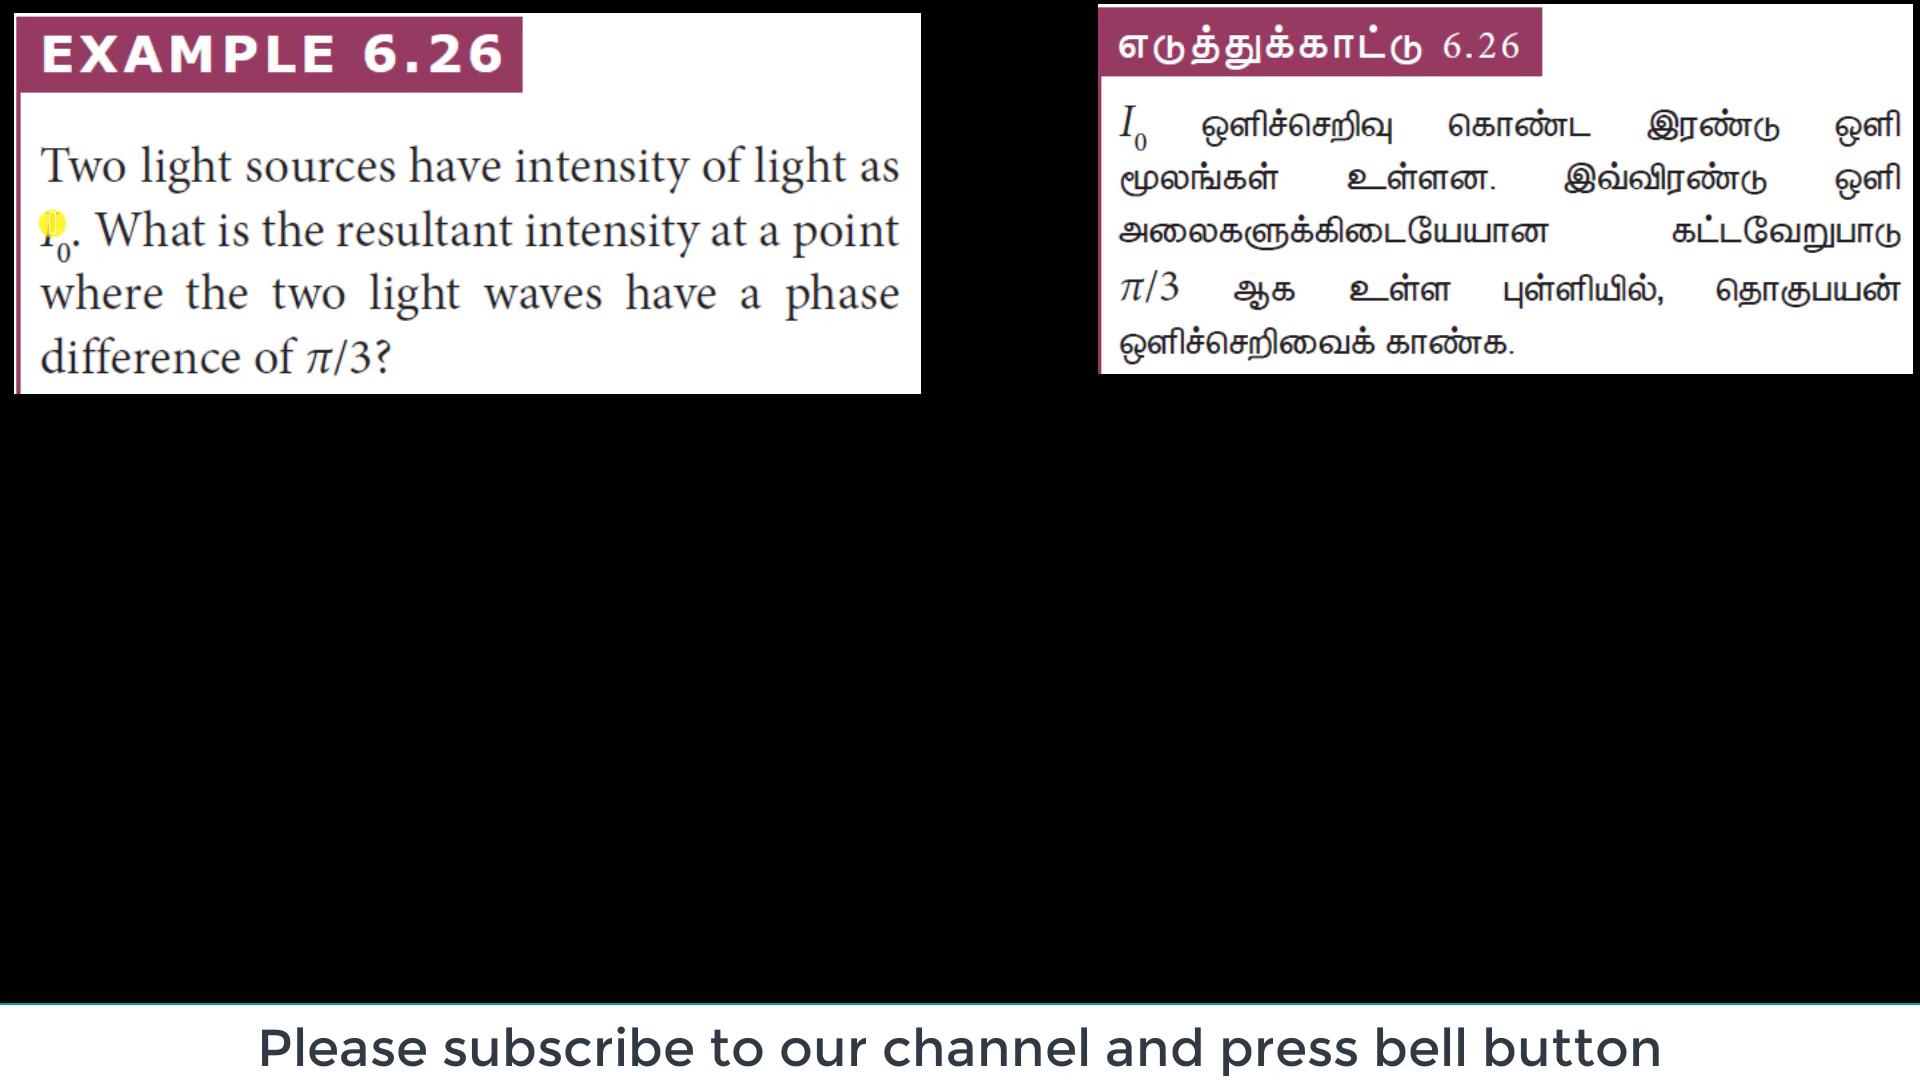 EXAMPLE 6.26
Two light sources have intensity of light as
I₀. What is the resultant intensity at a point
where the two light waves have a phase
difference of π/3?
எடுத்துக்காட்டு 6.26
I₀ ஒளிச்செறிவு கொண்ட இரண்டு ஒளி
மூலங்கள் உள்ளன. இவ்விரண்டு ஒளி
அலைகளுக்கிடையேயான கட்டவேறுபாடு
π/3 ஆக உள்ள புள்ளியில், தொகுபயன்
ஒளிச்செறிவைக் காண்க.
Please subscribe to our channel and press bell button